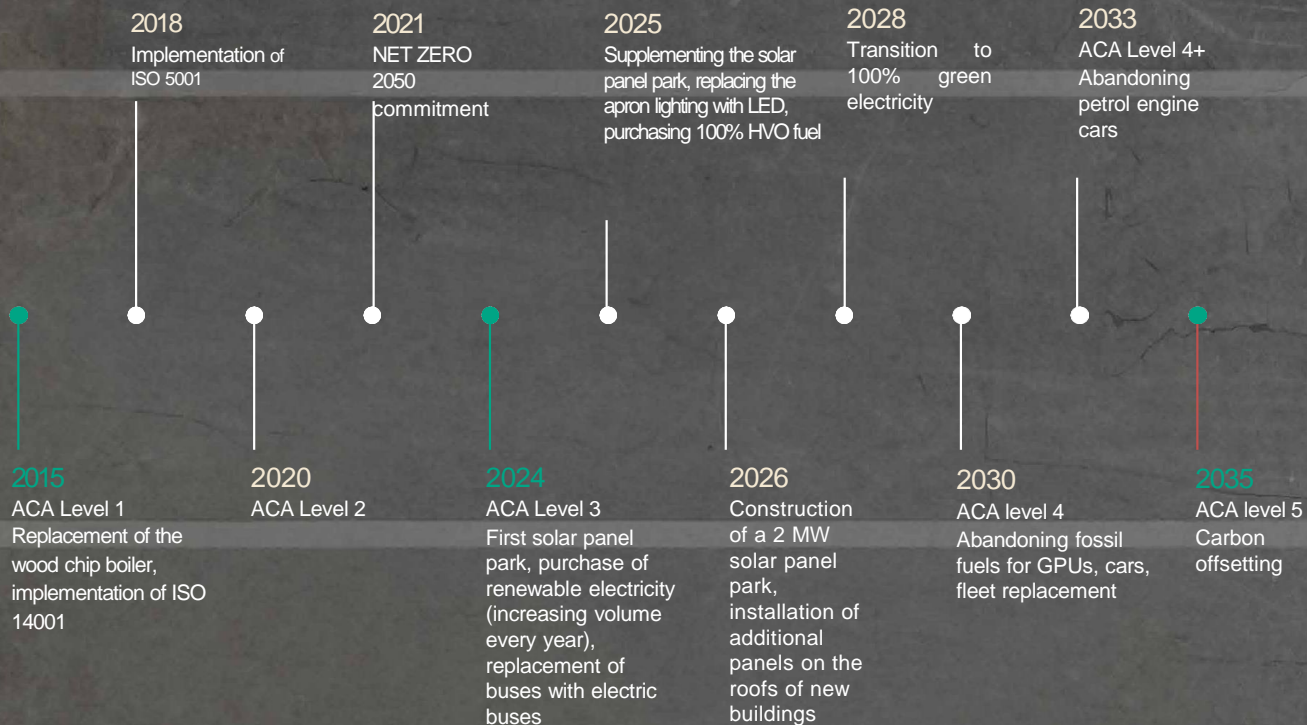 2018
Implementation of
ISO 5001
2021
NET ZERO
2050
commitment
2025
Supplementing the solar
panel park, replacing the
apron lighting with LED,
purchasing 100% HVO fuel
2028
Transition to
100% green
electricity
2033
ACA Level 4+
Abandoning
petrol engine
cars
2015
ACA Level 1
Replacement of the
wood chip boiler,
implementation of ISO
14001
2020
ACA Level 2
2024
ACA Level 3
First solar panel
park, purchase of
renewable electricity
(increasing volume
every year),
replacement of
buses with electric
buses
2026
Construction
of a 2 MW
solar panel
park,
installation of
additional
panels on the
roofs of new
buildings
2030
ACA level 4
Abandoning fossil
fuels for GPUs, cars,
fleet replacement
2035
ACA level 5
Carbon
offsetting